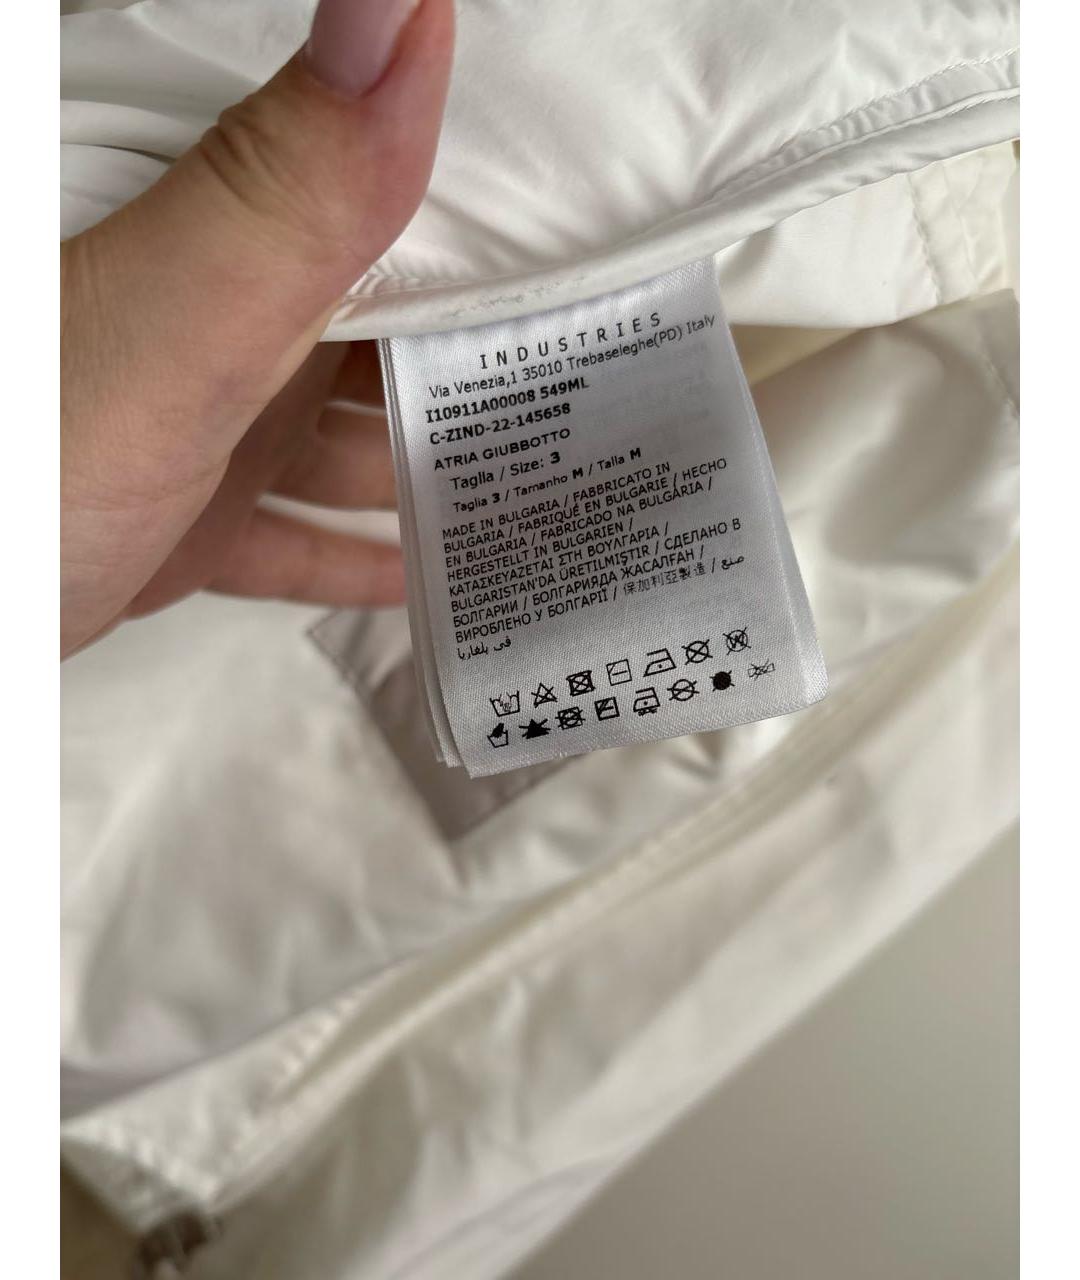 INDUSTRIES
Via Venezia,1 35010 Trebaseleghe(PD) Italy
I10911A00008 549ML
C-ZIND-22-145658
ATRIA GIUBBOTTO
Taglia / Size: 3
Taglia 3 / Tamanho M / Talla M
MADE IN BULGARIA / FABBRICATO IN
BULGARIA / FABRIQUÉ EN BULGARIE / HECHO
EN BULGARIA / FABRICADO NA BULGÁRIA /
HERGESTELLT IN BULGARIEN /
ΚΑΤΑΣΚΕΥΑΖΕΤΑΙ ΣΤΗ ΒΟΥΛΓΑΡΙΑ /
BULGARISTAN'DA ÜRETILMIŞTIR / СДЕЛАНО В
БОЛГАРИИ / БОЛГАРИЯДА ЖАСАЛҒАН /
ВИРОБЛЕНО У БОЛГАРІЇ / 保加利亞製造 / صنع
في بلغاريا